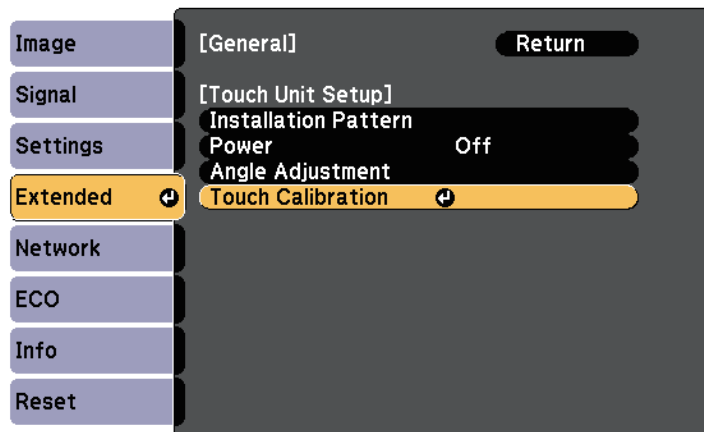 Image
Signal
Settings
Extended
Network
ECO
Info
Reset
[General] Return
[Touch Unit Setup]
Installation Pattern
Power Off
Angle Adjustment
Touch Calibration